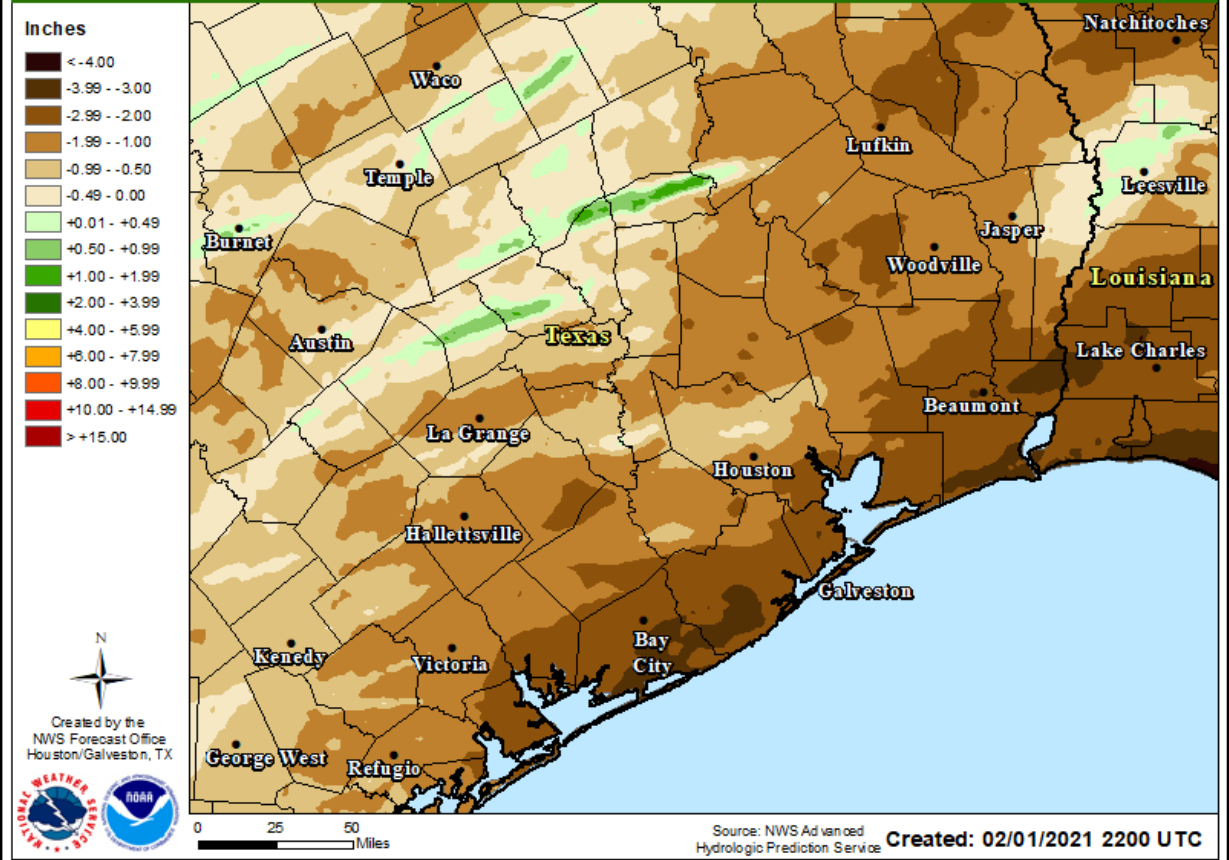 Inches
< -4.00
-3.99 - -3.00
-2.99 - -2.00
-1.99 - -1.00
-0.99 - -0.50
-0.49 - 0.00
+0.01 - +0.49
+0.50 - +0.99
+1.00 - +1.99
+2.00 - +3.99
+4.00 - +5.99
+6.00 - +7.99
+8.00 - +9.99
+10.00 - +14.99
> +15.00
Natchitoches
Waco
Lufkin
Temple
Leesville
Burnet
Jasper
Woodville
Louisiana
Austin
Texas
Lake Charles
Beaumont
La Grange
Houston
Hallettsville
Galveston
Bay
City
Kenedy
Victoria
George West
Refugio
N
Created by the
NWS Forecast Office
Houston/Galveston, TX
NATIONAL WEATHER SERVICE
NOAA
0 25 50
Miles
Source: NWS Advanced
Hydrologic Prediction Service
Created: 02/01/2021 2200 UTC